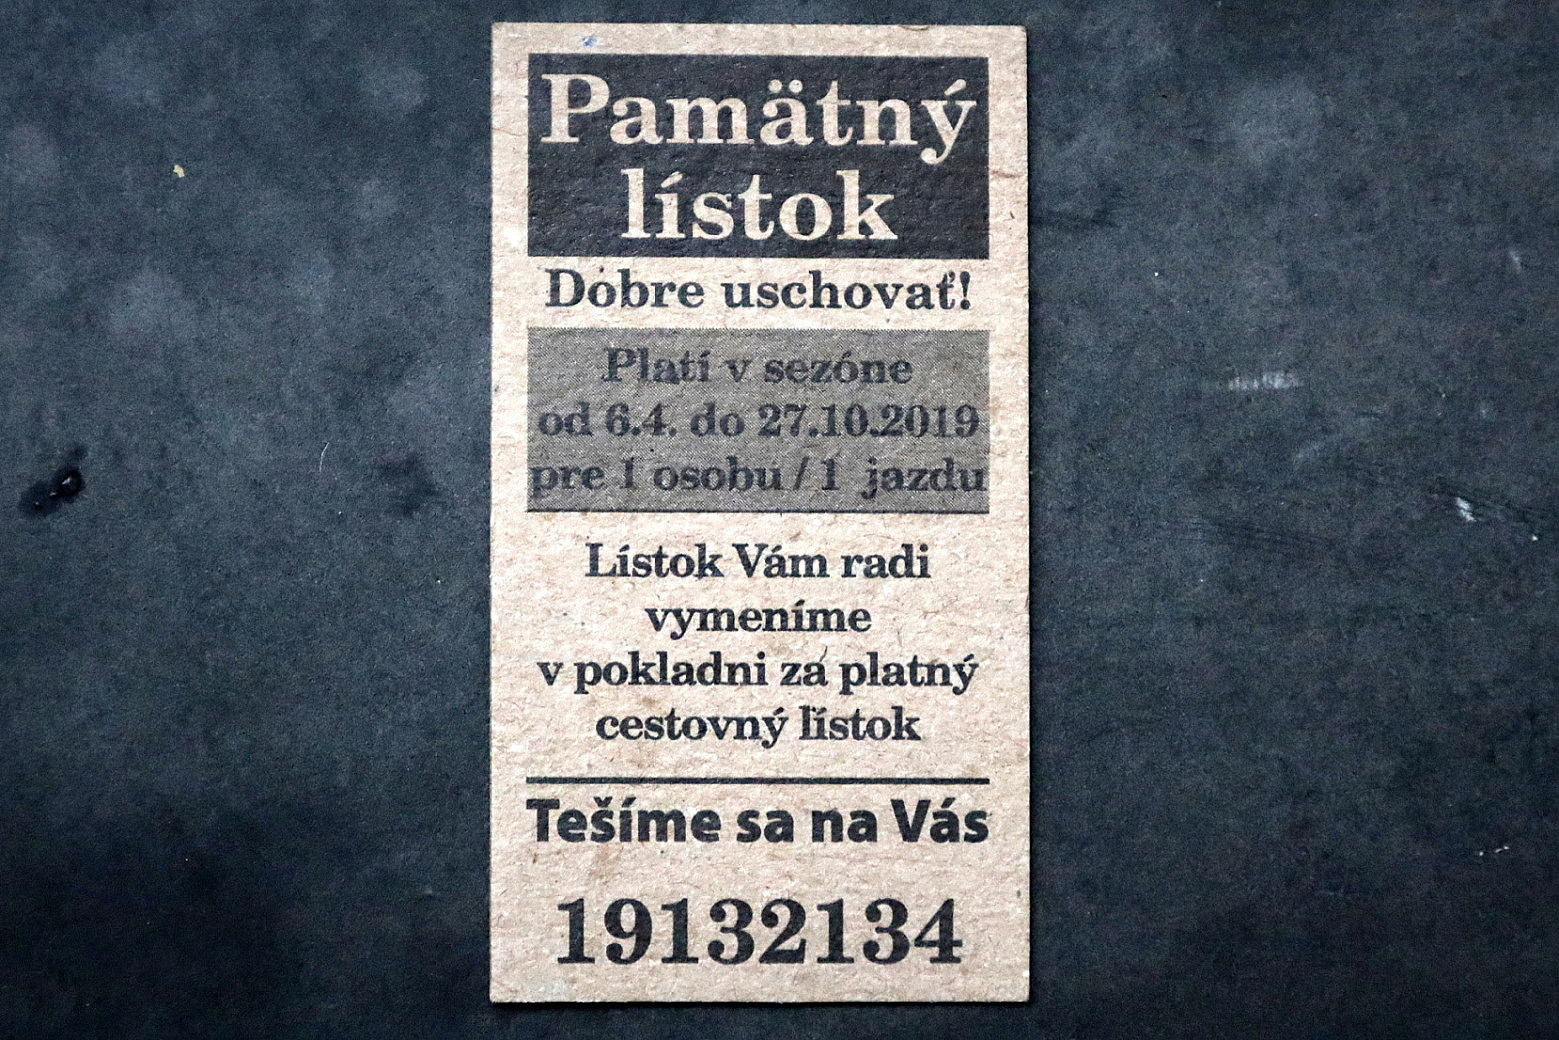 Pamätný
lístok
Dobre uschovať!
Platí v sezóne
od 6.4. do 27.10.2019
pre 1 osobu / 1 jazdu
Lístok Vám radi
vymeníme
v pokladni za platný
cestovný lístok
Tešíme sa na Vás
19132134